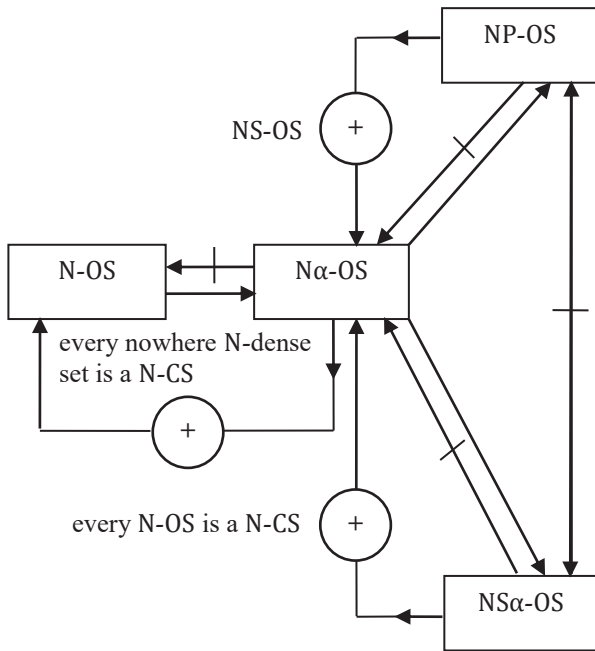 NP-OS
NS-OS
+
N-OS
Nα-OS
every nowhere N-dense
set is a N-CS
+
every N-OS is a N-CS
+
NSα-OS